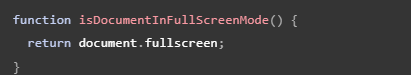 function isDocumentInFullScreenMode() {
  return document.fullscreen;
}